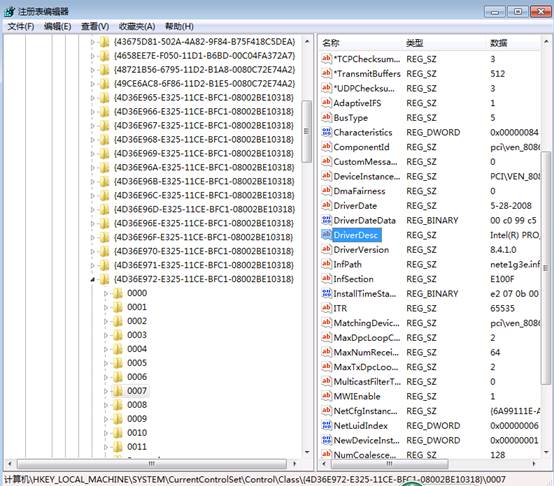 注册表编辑器
文件(F) 编辑(E) 查看(V) 收藏夹(A) 帮助(H)
{43675D81-502A-4A82-9F84-B75F418C5DEA}
{4658EE7E-F050-11D1-B6BD-00C04FA372A7}
{48721B56-6795-11D2-B1A8-0080C72E74A2}
{49CE6AC8-6F86-11D2-B1E5-0080C72E74A2}
{4D36E965-E325-11CE-BFC1-08002BE10318}
{4D36E966-E325-11CE-BFC1-08002BE10318}
{4D36E967-E325-11CE-BFC1-08002BE10318}
{4D36E968-E325-11CE-BFC1-08002BE10318}
{4D36E969-E325-11CE-BFC1-08002BE10318}
{4D36E96A-E325-11CE-BFC1-08002BE10318}
{4D36E96B-E325-11CE-BFC1-08002BE10318}
{4D36E96C-E325-11CE-BFC1-08002BE10318}
{4D36E96D-E325-11CE-BFC1-08002BE10318}
{4D36E96E-E325-11CE-BFC1-08002BE10318}
{4D36E96F-E325-11CE-BFC1-08002BE10318}
{4D36E970-E325-11CE-BFC1-08002BE10318}
{4D36E971-E325-11CE-BFC1-08002BE10318}
{4D36E972-E325-11CE-BFC1-08002BE10318}
0000
0001
0002
0003
0004
0005
0006
0007
0008
0009
0010
0011
名称 类型 数据
*TCPChecksum... REG_SZ 3
*TransmitBuffers REG_SZ 512
*UDPChecksum... REG_SZ 3
AdaptiveIFS REG_SZ 1
BusType REG_SZ 5
Characteristics REG_DWORD 0x00000084
ComponentId REG_SZ pci\ven_8086
CustomMessa... REG_SZ 0
DeviceInstance... REG_SZ PCI\VEN_808
DmaFairness REG_SZ 0
DriverDate REG_SZ 5-28-2008
DriverDateData REG_BINARY 00 c0 99 c5
DriverDesc REG_SZ Intel(R) PRO,
DriverVersion REG_SZ 8.4.1.0
InfPath REG_SZ nete1g3e.inf
InfSection REG_SZ E100F
InstallTimeSta... REG_BINARY e2 07 0b 00
ITR REG_SZ 65535
MatchingDevic... REG_SZ pci\ven_8086
MaxDpcLoopC... REG_SZ 2
MaxNumRecei... REG_SZ 64
MaxTxDpcLoo... REG_SZ 2
MulticastFilterT... REG_SZ 0
MWIEnable REG_SZ 1
NetCfgInstanc... REG_SZ {6A99111E-A
NetLuidIndex REG_DWORD 0x00000006
NewDeviceInst... REG_DWORD 0x00000001
NumCoalesce... REG_SZ 128
计算机\HKEY_LOCAL_MACHINE\SYSTEM\CurrentControlSet\Control\Class\{4D36E972-E325-11CE-BFC1-08002BE10318}\0007